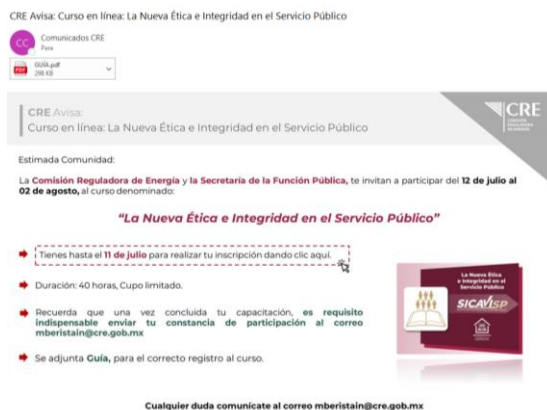 CRE Avisa: Curso en línea: La Nueva Ética e Integridad en el Servicio Público
CC
Comunicados CRE
Para
PDF
GUÍA.pdf
298 KB
CRE Avisa:
Curso en línea: La Nueva Ética e Integridad en el Servicio Público
CRE
COMISIÓN
REGULADORA
DE ENERGÍA
Estimada Comunidad:
La Comisión Reguladora de Energía y la Secretaría de la Función Pública, te invitan a participar del 12 de julio al
02 de agosto, al curso denominado:
“La Nueva Ética e Integridad en el Servicio Público”
Tienes hasta el 11 de julio para realizar tu inscripción dando clic aquí.
Duración: 40 horas, Cupo limitado.
Recuerda que una vez concluida tu capacitación, es requisito
indispensable enviar tu constancia de participación al correo
mberistain@cre.gob.mx
Se adjunta Guía, para el correcto registro al curso.
La Nueva Ética
e Integridad en el
Servicio Público
SICAVISP
Cualquier duda comunícate al correo mberistain@cre.gob.mx